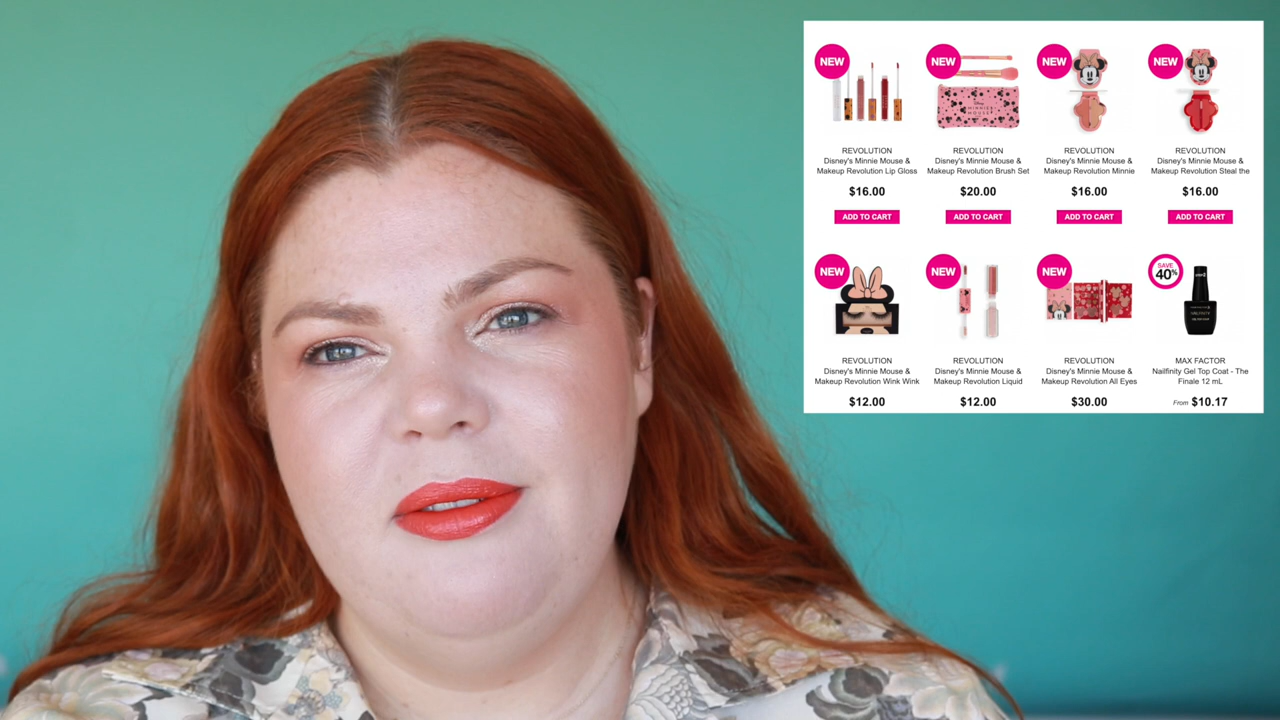 NEW
NEW
NEW
NEW
Disney
MINNIE
MOUSE
REVOLUTION
Disney's Minnie Mouse &
Makeup Revolution Lip Gloss
$16.00
ADD TO CART
REVOLUTION
Disney's Minnie Mouse &
Makeup Revolution Brush Set
$20.00
ADD TO CART
REVOLUTION
Disney's Minnie Mouse &
Makeup Revolution Minnie
$16.00
ADD TO CART
REVOLUTION
Disney's Minnie Mouse &
Makeup Revolution Steal the
$16.00
ADD TO CART
NEW
NEW
NEW
SAVE
40%
REVOLUTION
Disney's Minnie Mouse &
Makeup Revolution Wink Wink
$12.00
REVOLUTION
Disney's Minnie Mouse &
Makeup Revolution Liquid
$12.00
REVOLUTION
Disney's Minnie Mouse &
Makeup Revolution All Eyes
$30.00
MAX FACTOR
Nailfinity Gel Top Coat - The
Finale 12 mL
From $10.17